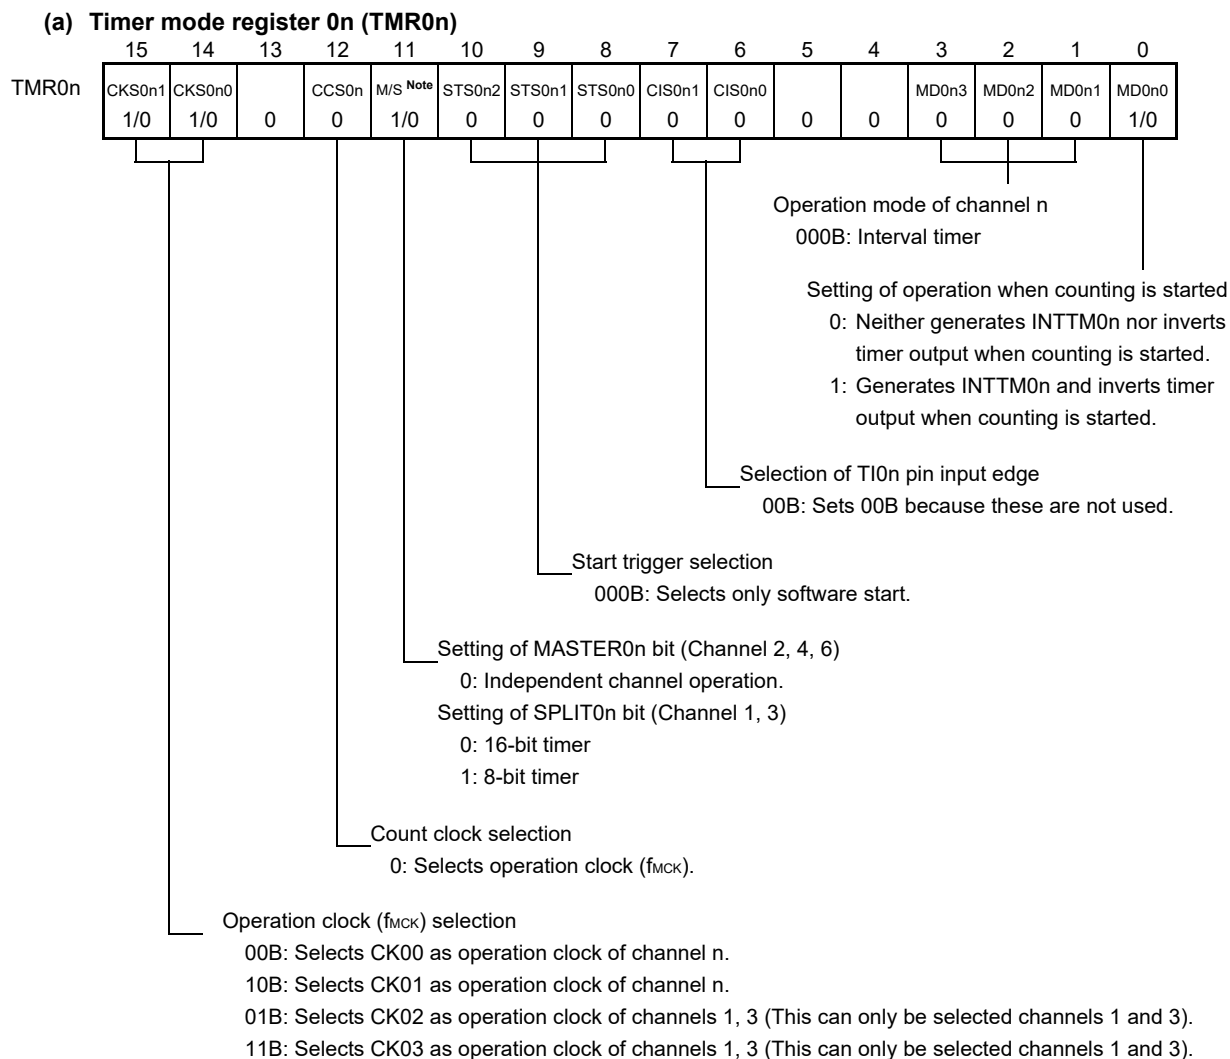 (a) Timer mode register 0n (TMR0n)
15 14 13 12 11 10 9 8 7 6 5 4 3 2 1 0
TMR0n CKS0n1 CKS0n0 CCS0n M/S Note STS0n2 STS0n1 STS0n0 CIS0n1 CIS0n0 MD0n3 MD0n2 MD0n1 MD0n0
1/0 1/0 0 0 1/0 0 0 0 0 0 0 0 0 0 0 1/0
Operation mode of channel n
000B: Interval timer
Setting of operation when counting is started
0: Neither generates INTTM0n nor inverts
timer output when counting is started.
1: Generates INTTM0n and inverts timer
output when counting is started.
Selection of TI0n pin input edge
00B: Sets 00B because these are not used.
Start trigger selection
000B: Selects only software start.
Setting of MASTER0n bit (Channel 2, 4, 6)
0: Independent channel operation.
Setting of SPLIT0n bit (Channel 1, 3)
0: 16-bit timer
1: 8-bit timer
Count clock selection
0: Selects operation clock (fMCK).
Operation clock (fMCK) selection
00B: Selects CK00 as operation clock of channel n.
10B: Selects CK01 as operation clock of channel n.
01B: Selects CK02 as operation clock of channels 1, 3 (This can only be selected channels 1 and 3).
11B: Selects CK03 as operation clock of channels 1, 3 (This can only be selected channels 1 and 3).